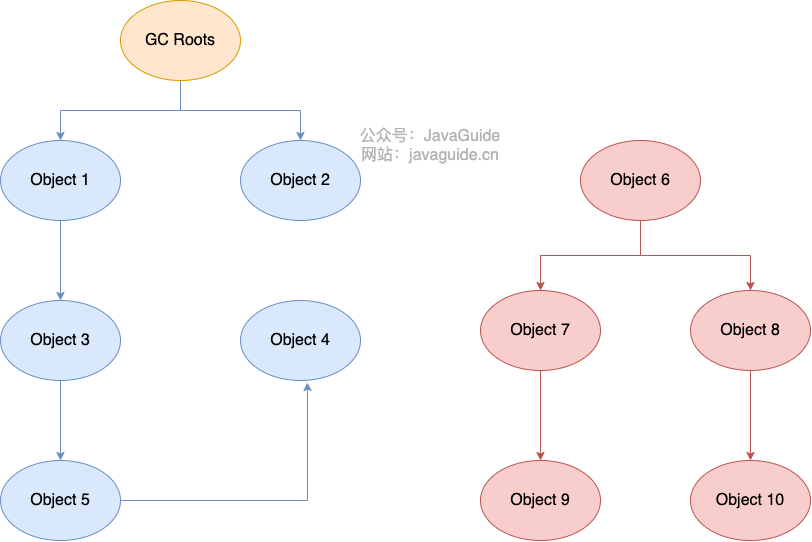 GC Roots
公众号：JavaGuide
网站：javaguide.cn
Object 1
Object 2
Object 6
Object 3
Object 4
Object 7
Object 8
Object 5
Object 9
Object 10